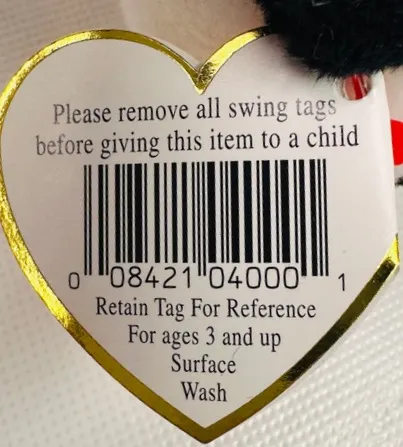 Please remove all swing tags
before giving this item to a child
0 08421 04000 1
Retain Tag For Reference
For ages 3 and up
Surface
Wash